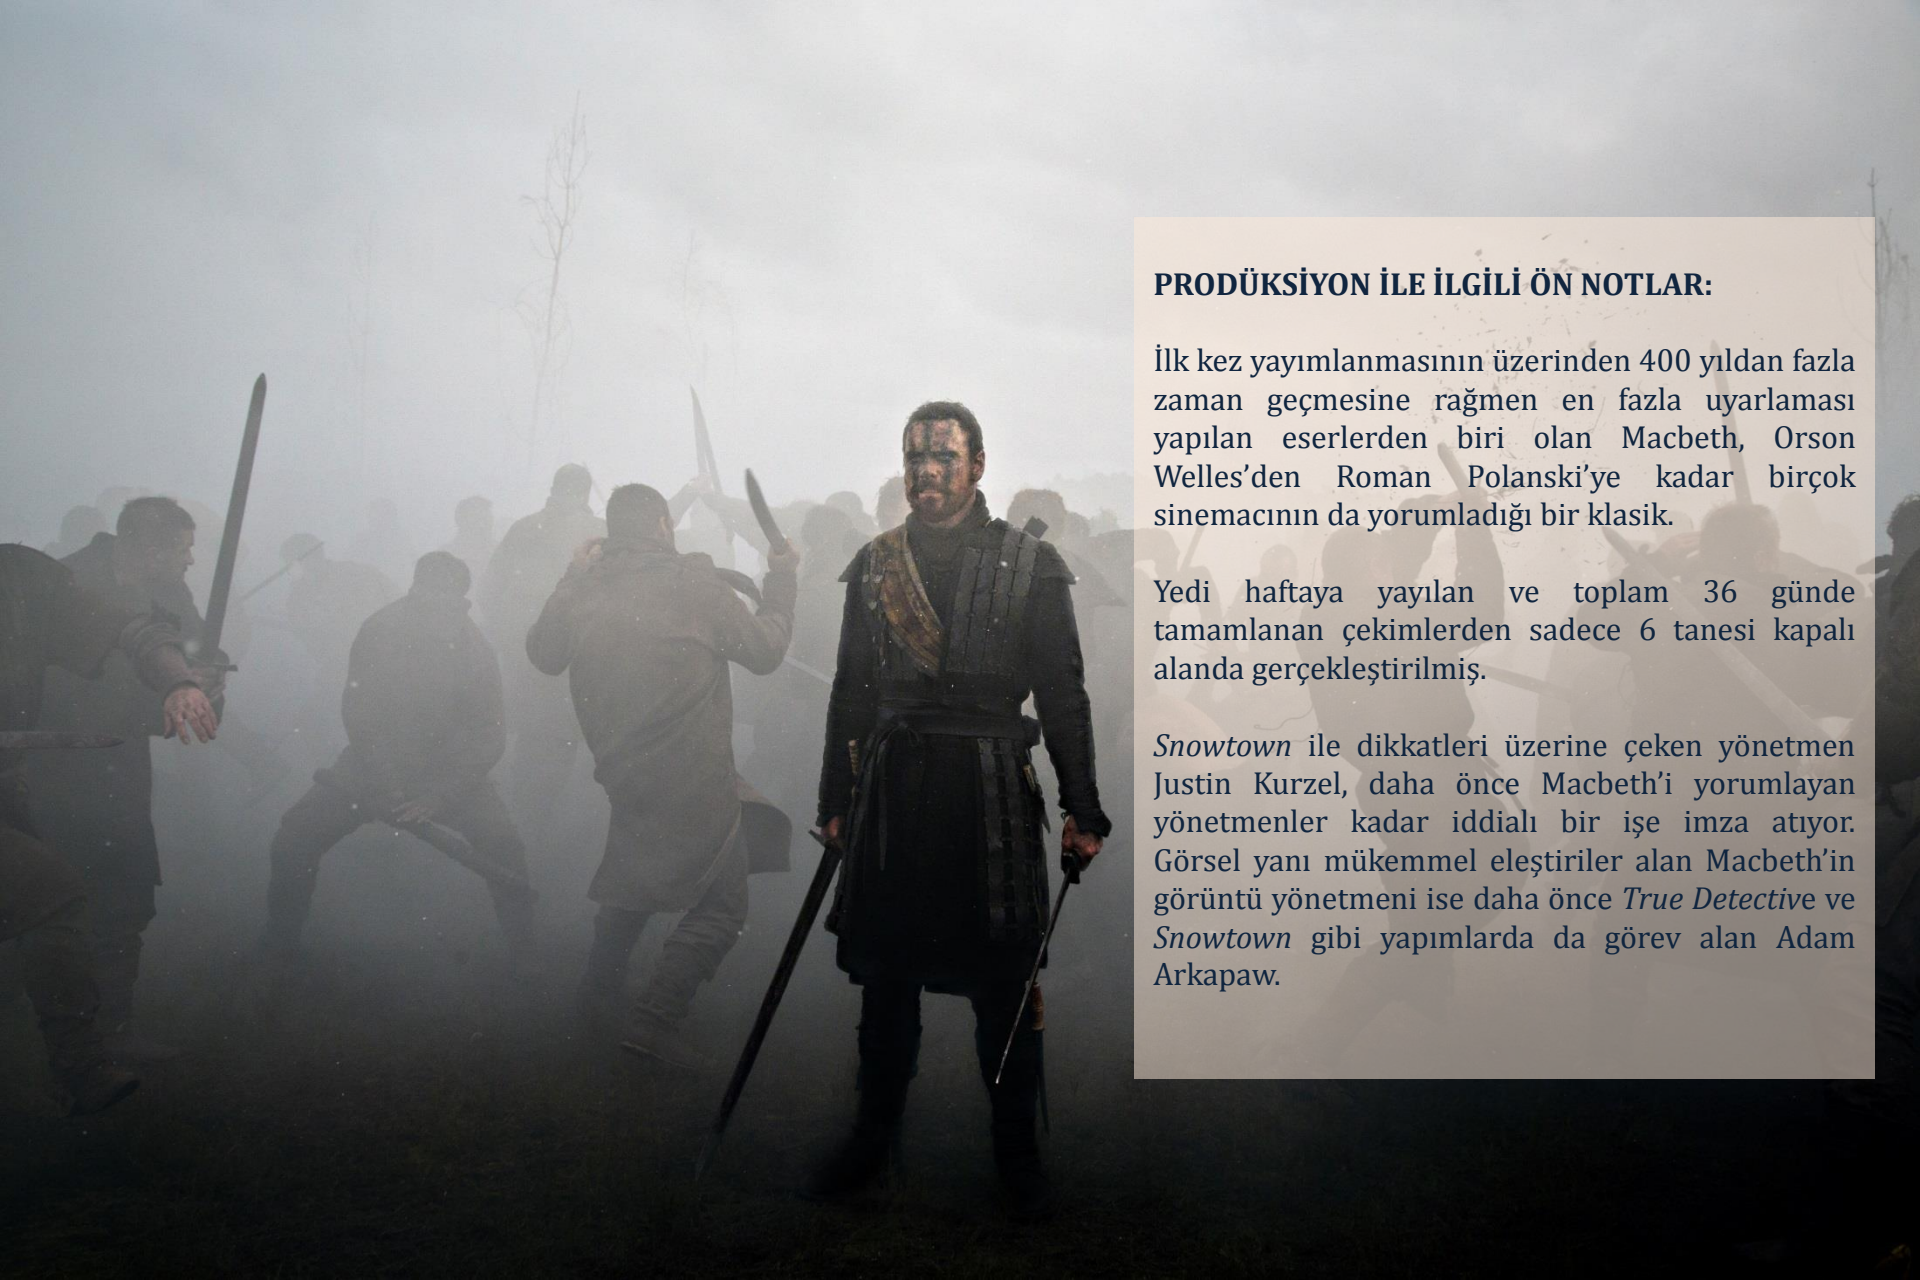 PRODÜKSİYON İLE İLGİLİ ÖN NOTLAR:
İlk kez yayımlanmasının üzerinden 400 yıldan fazla
zaman geçmesine rağmen en fazla uyarlaması
yapılan eserlerden biri olan Macbeth, Orson
Welles’den Roman Polanski’ye kadar birçok
sinemacının da yorumladığı bir klasik.
Yedi haftaya yayılan ve toplam 36 günde
tamamlanan çekimlerden sadece 6 tanesi kapalı
alanda gerçekleştirilmiş.
Snowtown ile dikkatleri üzerine çeken yönetmen
Justin Kurzel, daha önce Macbeth’i yorumlayan
yönetmenler kadar iddialı bir işe imza atıyor.
Görsel yanı mükemmel eleştiriler alan Macbeth’in
görüntü yönetmeni ise daha önce True Detective ve
Snowtown gibi yapımlarda da görev alan Adam
Arkapaw.